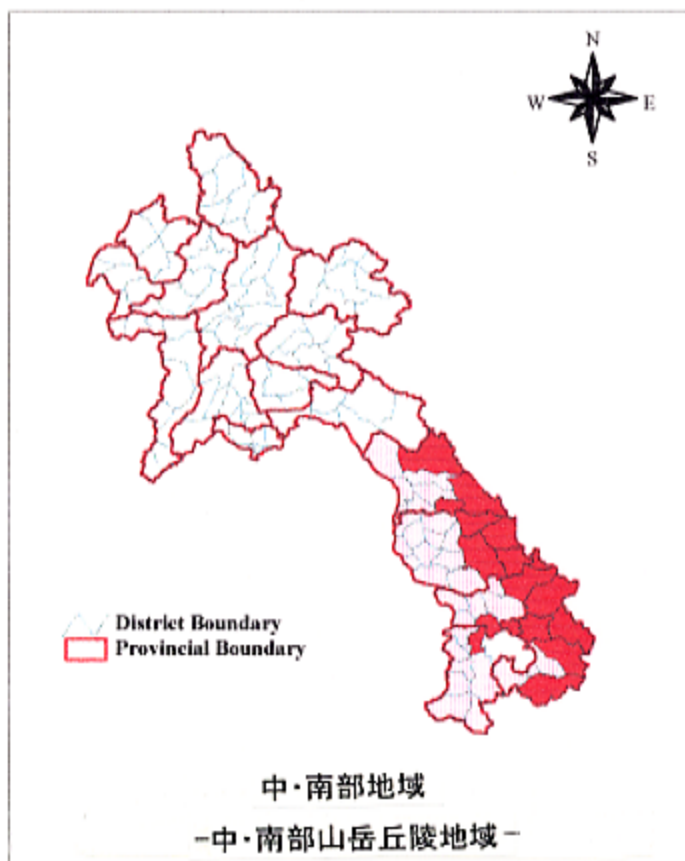 N
W E
S
District Boundary
Provincial Boundary
中・南部地域
-中・南部山岳丘陵地域-